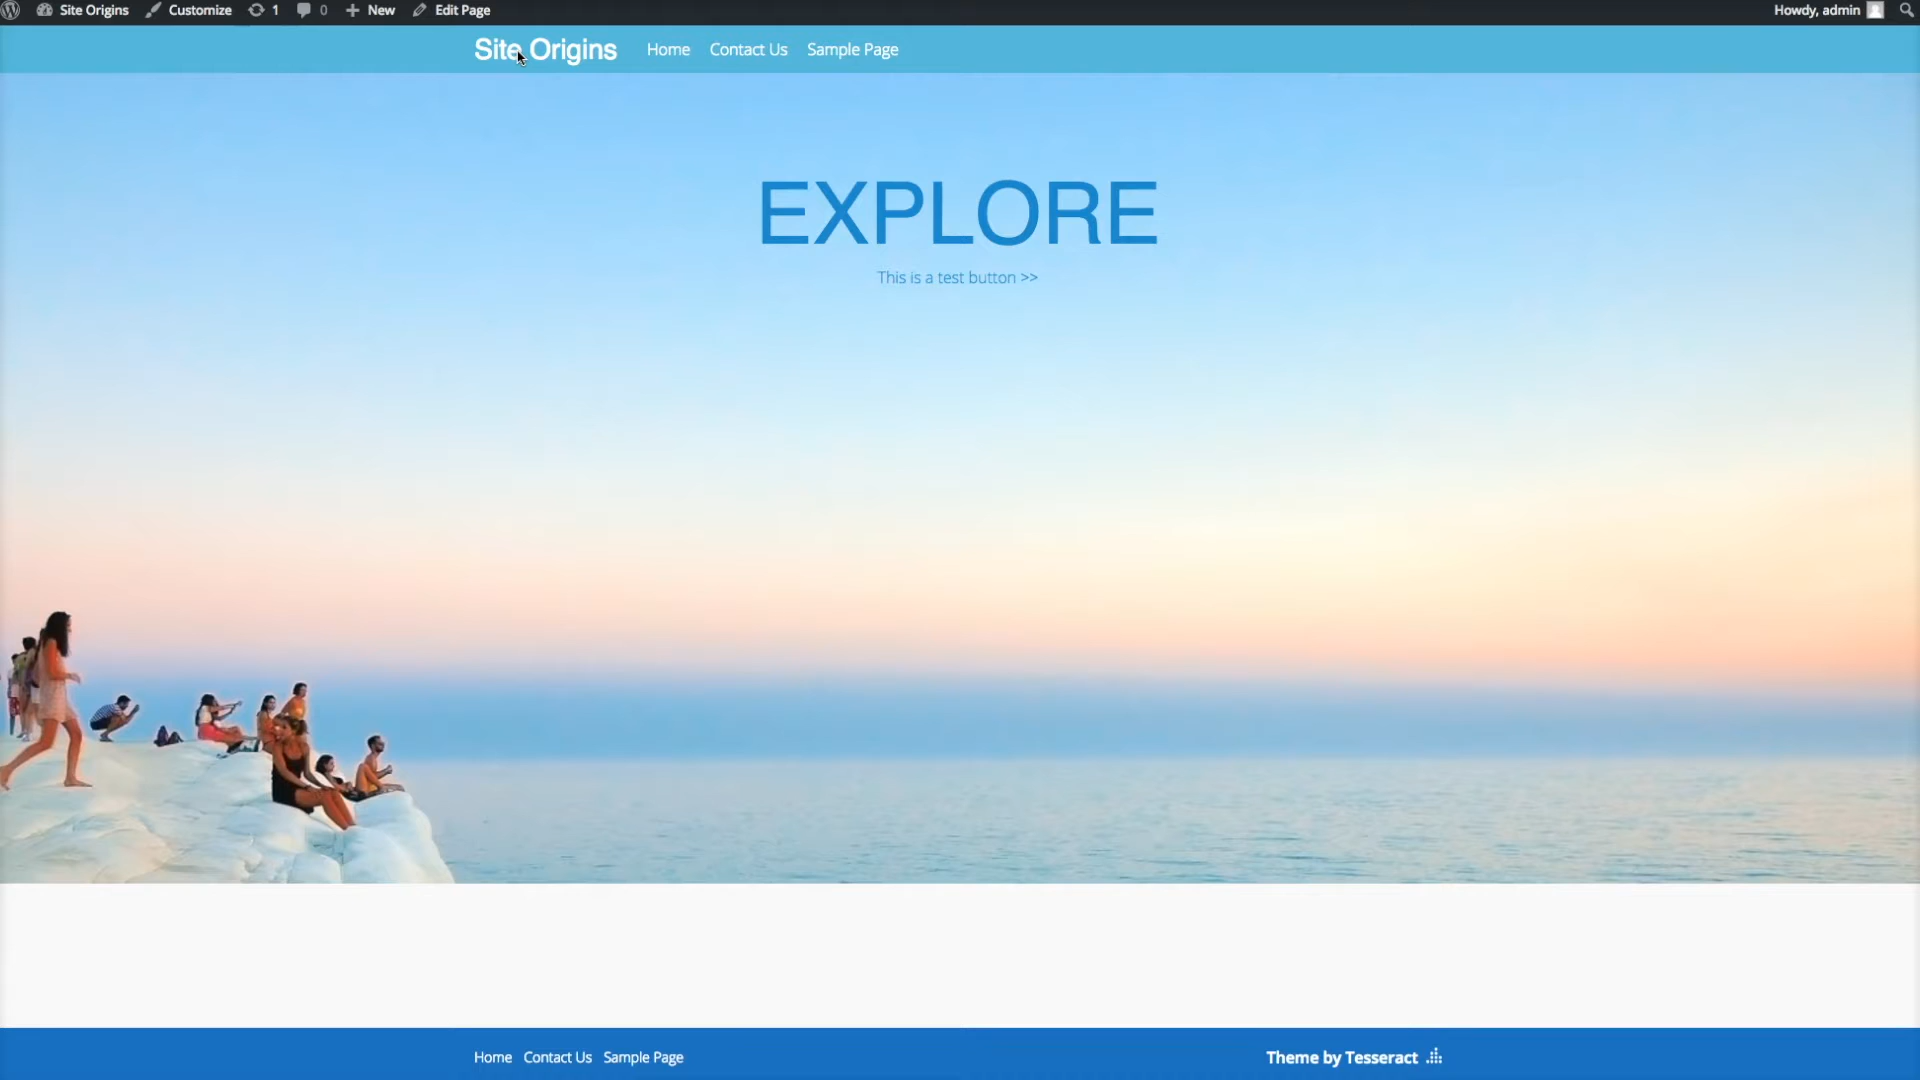 Site Origins Customize 1 0 New Edit Page Howdy, admin
Site Origins Home Contact Us Sample Page
EXPLORE
This is a test button >>
Home Contact Us Sample Page Theme by Tesseract